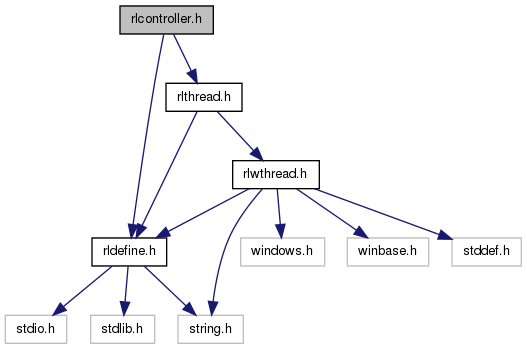 rlcontroller.h
rlthread.h
rlwthread.h
rldefine.h
windows.h
winbase.h
stddef.h
stdio.h
stdlib.h
string.h